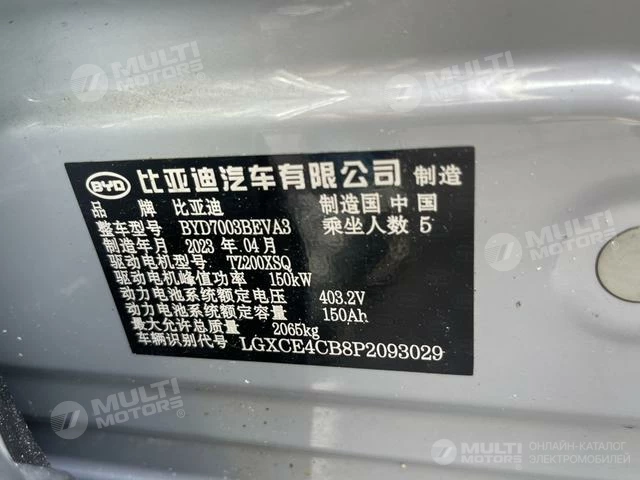 MULTI
MOTORS®
MULTI
MOTORS®
BYD 比亚迪汽车有限公司 制造
品 牌 比亚迪 制造国 中国
整车型号 BYD7003BEVA3 乘坐人数 5
制造年月 2023 年 04月
驱动电机型号 TZ200XSQ
驱动电机峰值功率 150kW
动力电池系统额定电压 403.2V
动力电池系统额定容量 150Ah
最大允许总质量 2065kg
车辆识别代号 LGXCE4CB8P2093029
MULTI
MOTORS®
MULTI
MOTORS®
ОНЛАЙН-КАТАЛОГ
ЭЛЕКТРОМОБИЛЕЙ